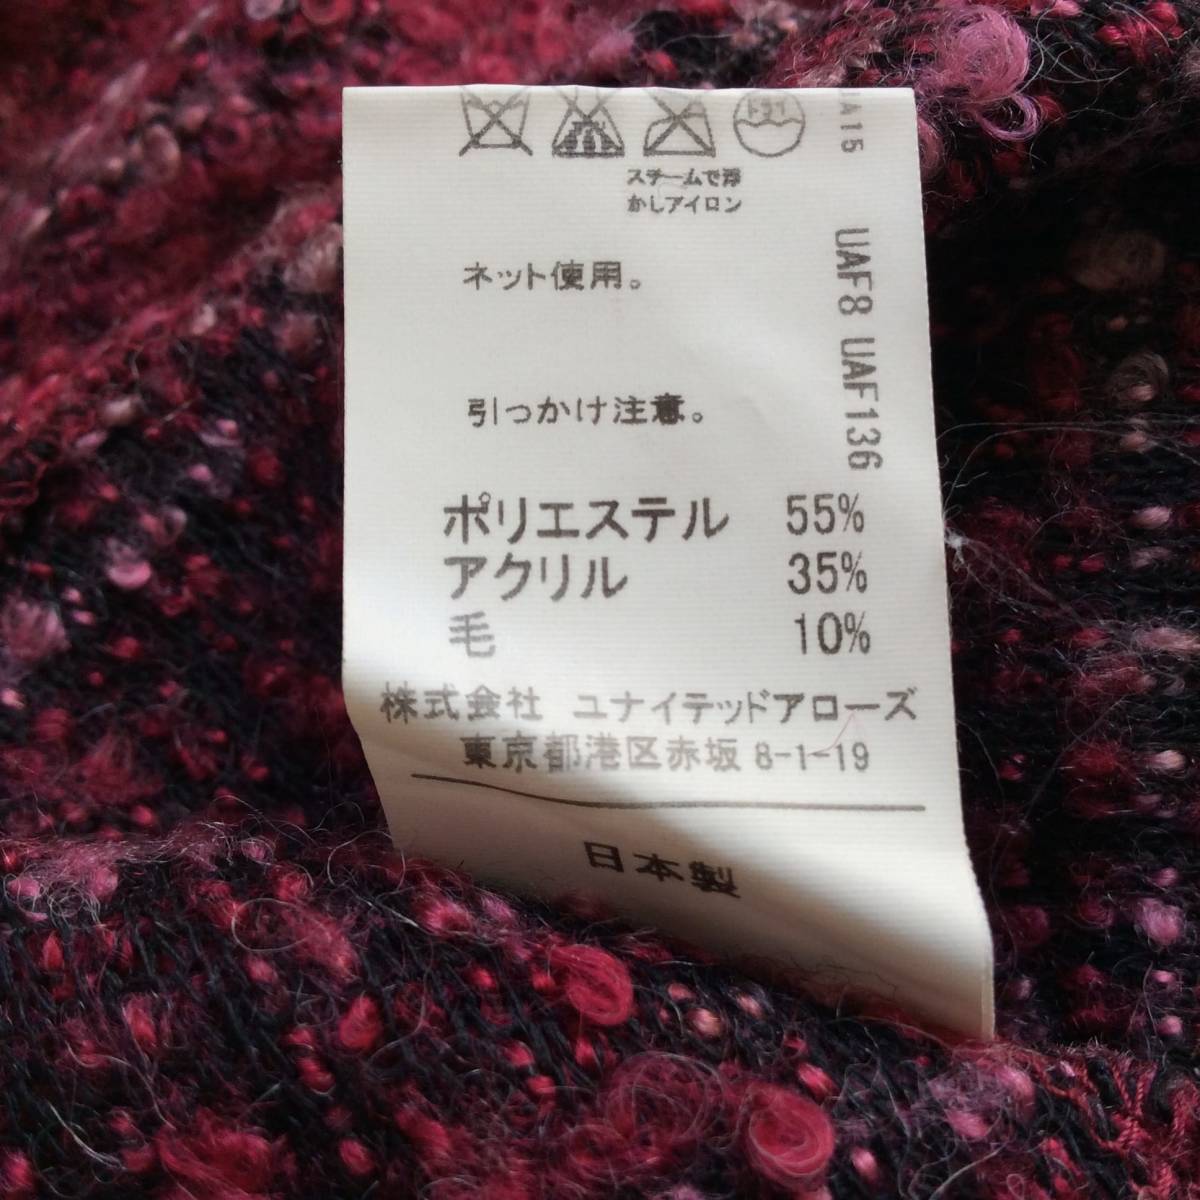 ドライ
スチームで浮
かしアイロン
ネット使用。
引っかけ注意。
ポリエステル 55%
アクリル 35%
毛 10%
株式会社 ユナイテッドアローズ
東京都港区赤坂 8-1-19
日本製
UAF8 UAF136